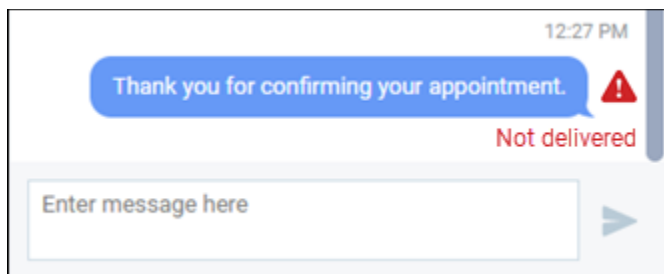 12:27 PM
Thank you for confirming your appointment.
Not delivered
Enter message here